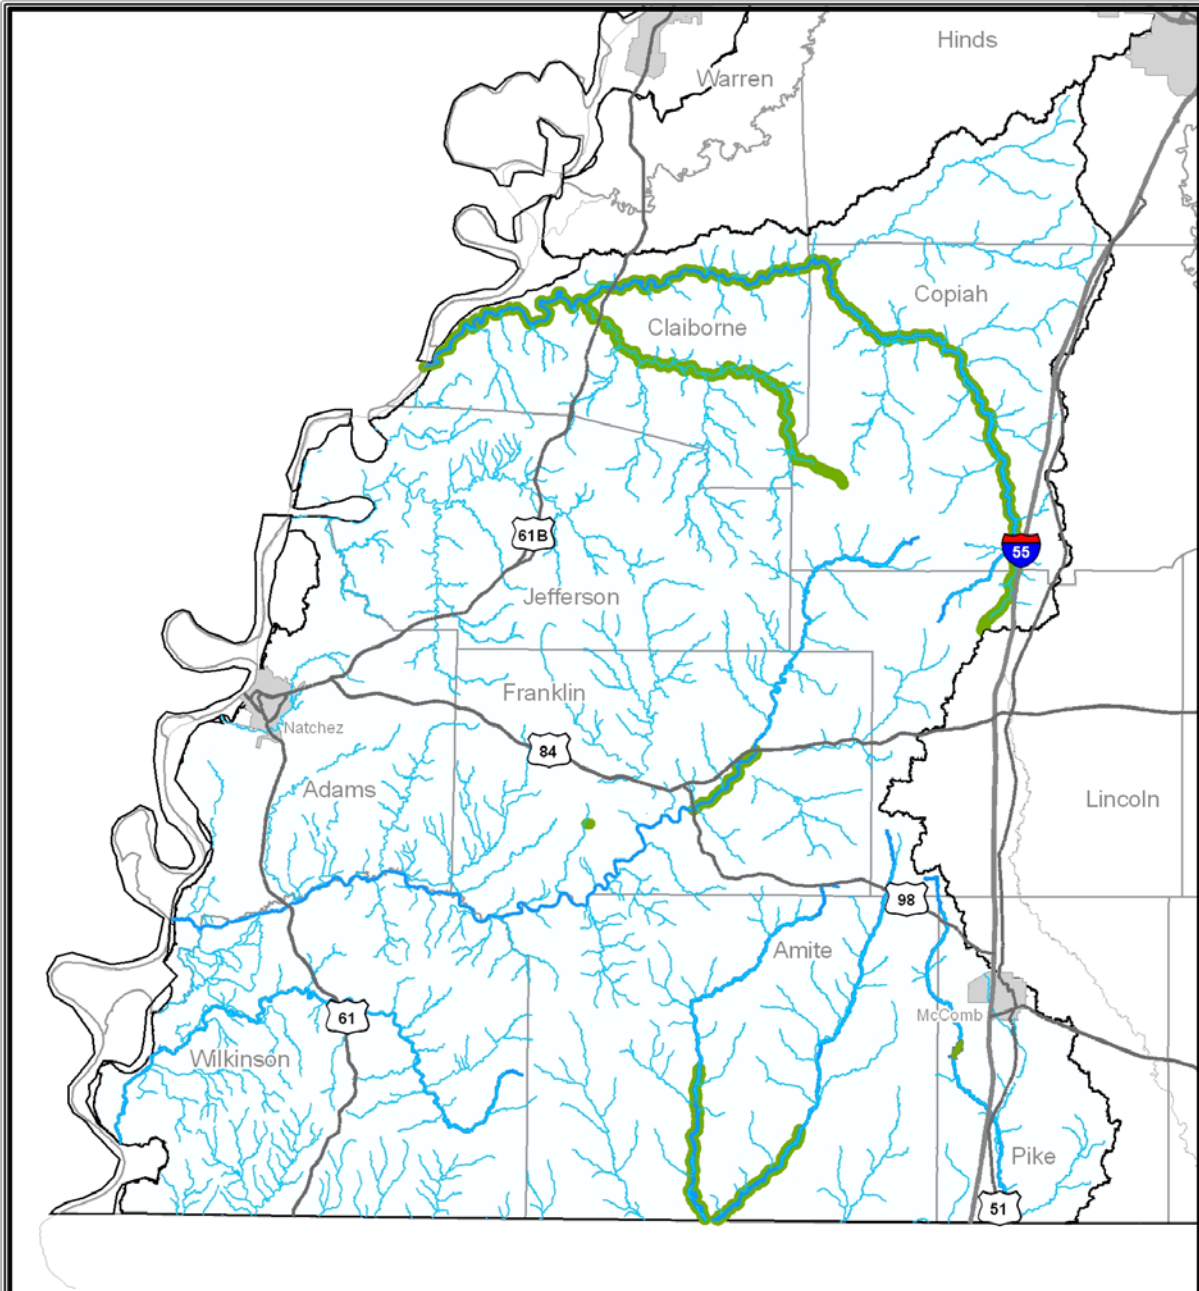 Hinds
Warren
Copiah
Claiborne
61B
55
Jefferson
Franklin
Natchez
84
Adams
Lincoln
98
Amite
McComb
61
Wilkinson
Pike
51